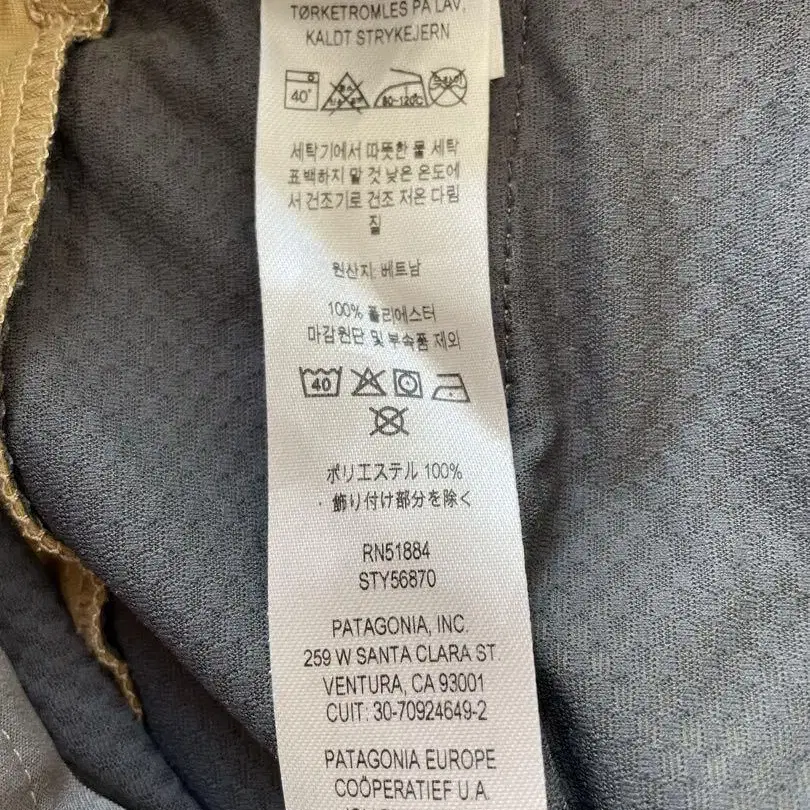 TØRKETROMLES PÅ LAV,
KALDT STRYKEJERN
40°
80-120℃
세탁기에서 따뜻한 물 세탁
표백하지 말 것 낮은 온도에
서 건조기로 건조 저온 다림
질
원산지: 베트남
100% 폴리에스터
마감원단 및 부속품 제외
40
ポリエステル 100%
・飾り付け部分を除く
RN51884
STY56870
PATAGONIA, INC.
259 W SANTA CLARA ST
VENTURA, CA 93001
CUIT: 30-70924649-2
PATAGONIA EUROPE
COÖPERATIEF U.A.